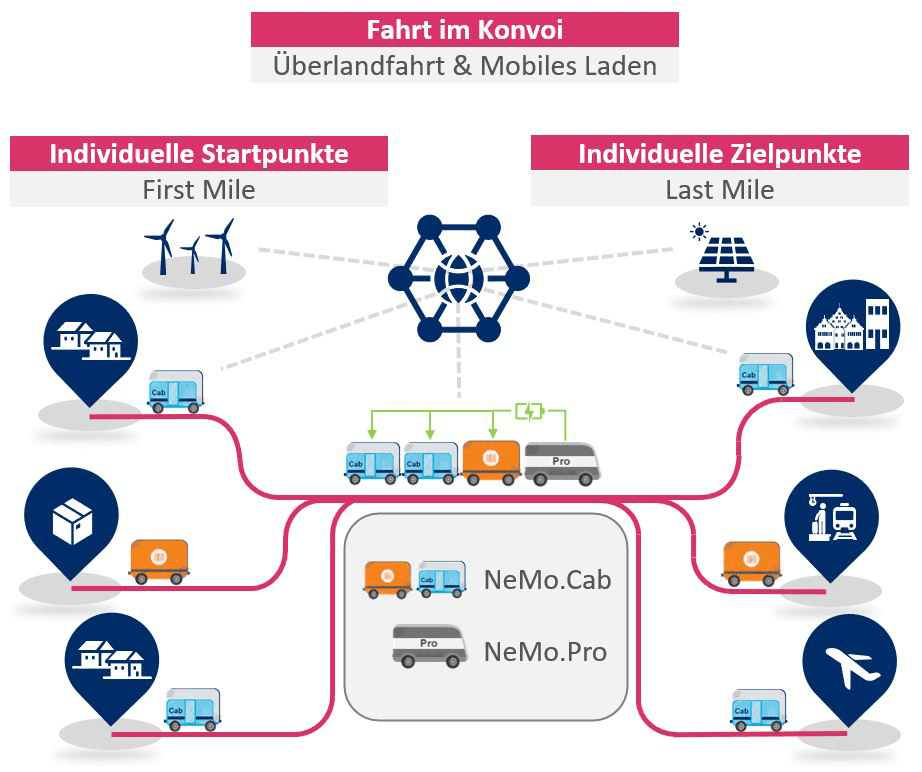 Fahrt im Konvoi
Überlandfahrt & Mobiles Laden
Individuelle Startpunkte
First Mile
Individuelle Zielpunkte
Last Mile
Cab
Cab
Cab
Cab
Pro
Cab
NeMo.Cab
Pro
NeMo.Pro
Cab
Cab